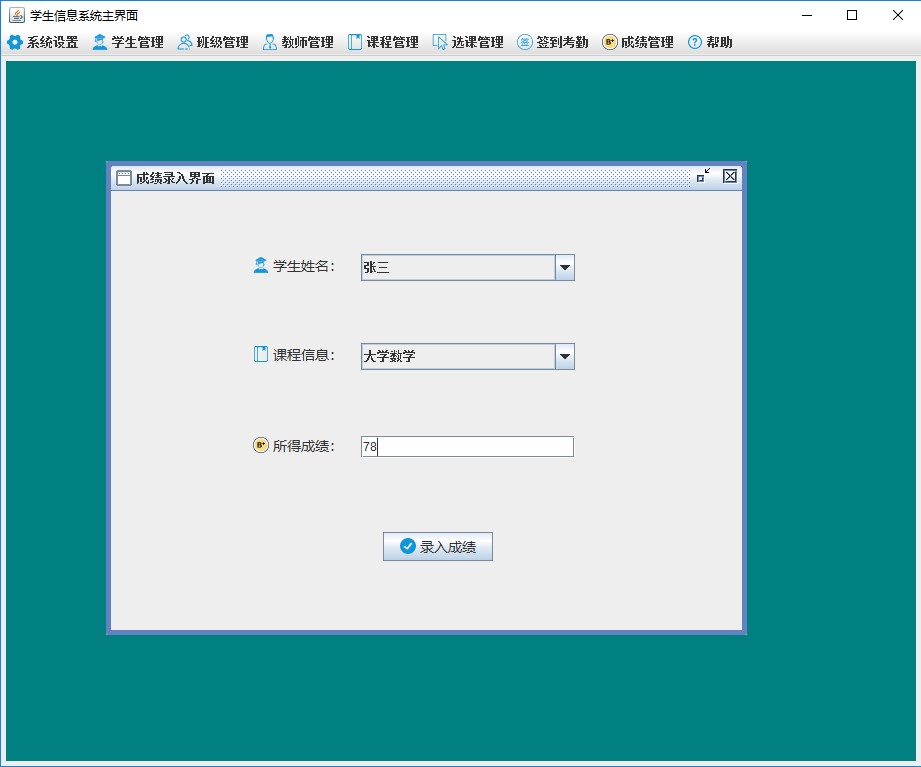 学生信息系统主界面
系统设置 学生管理 班级管理 教师管理 课程管理 选课管理 签 签到考勤 B+ 成绩管理 ? 帮助
成绩录入界面
学生姓名： 张三
课程信息： 大学数学
B+ 所得成绩： 78
录入成绩